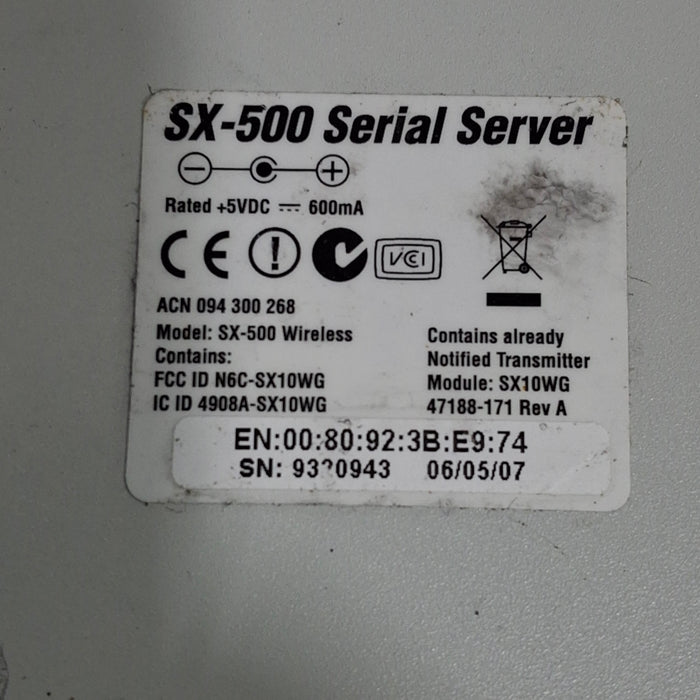 SX-500 Serial Server
Rated +5VDC ⎓ 600mA
CE
VCI
ACN 094 300 268
Model: SX-500 Wireless
Contains:
FCC ID N6C-SX10WG
IC ID 4908A-SX10WG
Contains already
Notified Transmitter
Module: SX10WG
47188-171 Rev A
EN:00:80:92:3B:E9:74
SN: 06/05/07